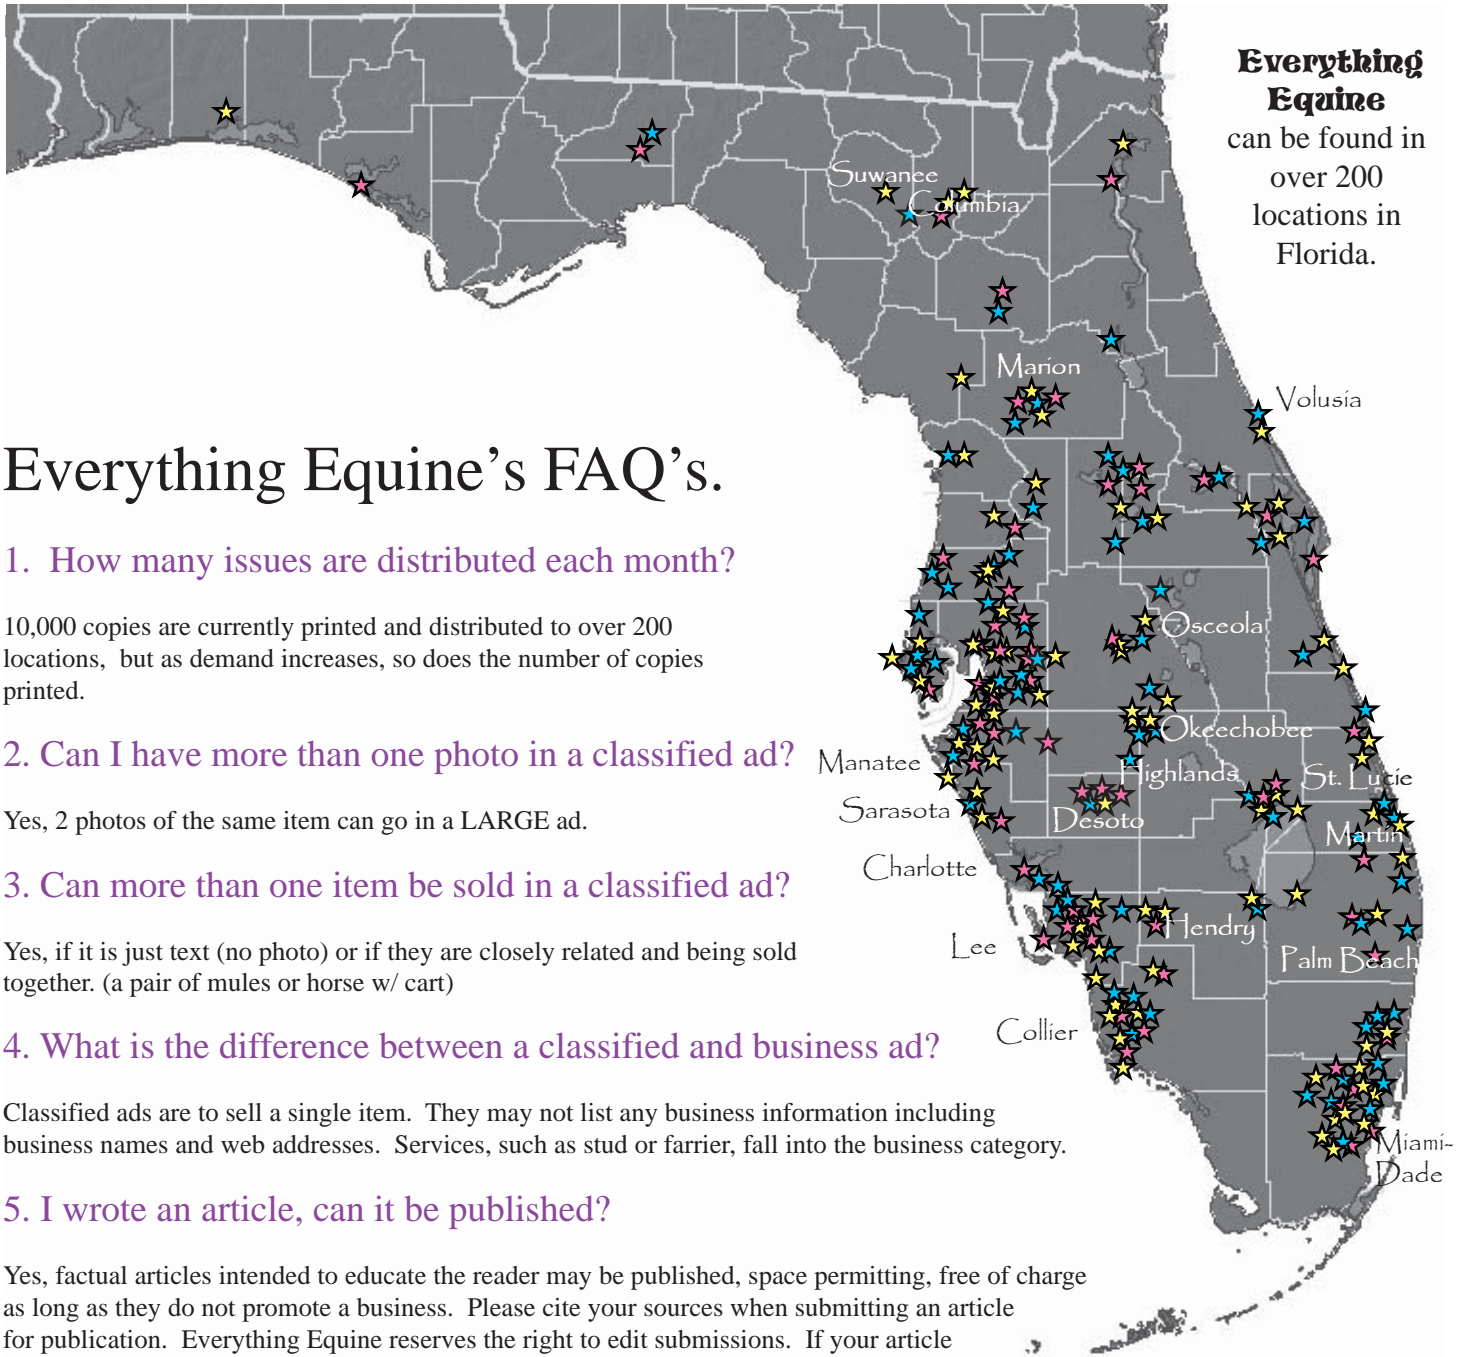 Everything
Equine
can be found in
over 200
locations in
Florida.
Suwanee
Columbia
Marion
Volusia
Osceola
Okeechobee
Manatee
Highlands
St. Lucie
Sarasota
Desoto
Martin
Charlotte
Hendry
Lee
Palm Beach
Collier
Miami-
Dade
Everything Equine’s FAQ’s.
1.  How many issues are distributed each month?
10,000 copies are currently printed and distributed to over 200
locations,  but as demand increases, so does the number of copies
printed.
2. Can I have more than one photo in a classified ad?
Yes, 2 photos of the same item can go in a LARGE ad.
3. Can more than one item be sold in a classified ad?
Yes, if it is just text (no photo) or if they are closely related and being sold
together. (a pair of mules or horse w/ cart)
4. What is the difference between a classified and business ad?
Classified ads are to sell a single item.  They may not list any business information including
business names and web addresses.  Services, such as stud or farrier, fall into the business category.
5. I wrote an article, can it be published?
Yes, factual articles intended to educate the reader may be published, space permitting, free of charge
as long as they do not promote a business.  Please cite your sources when submitting an article
for publication.  Everything Equine reserves the right to edit submissions.  If your article